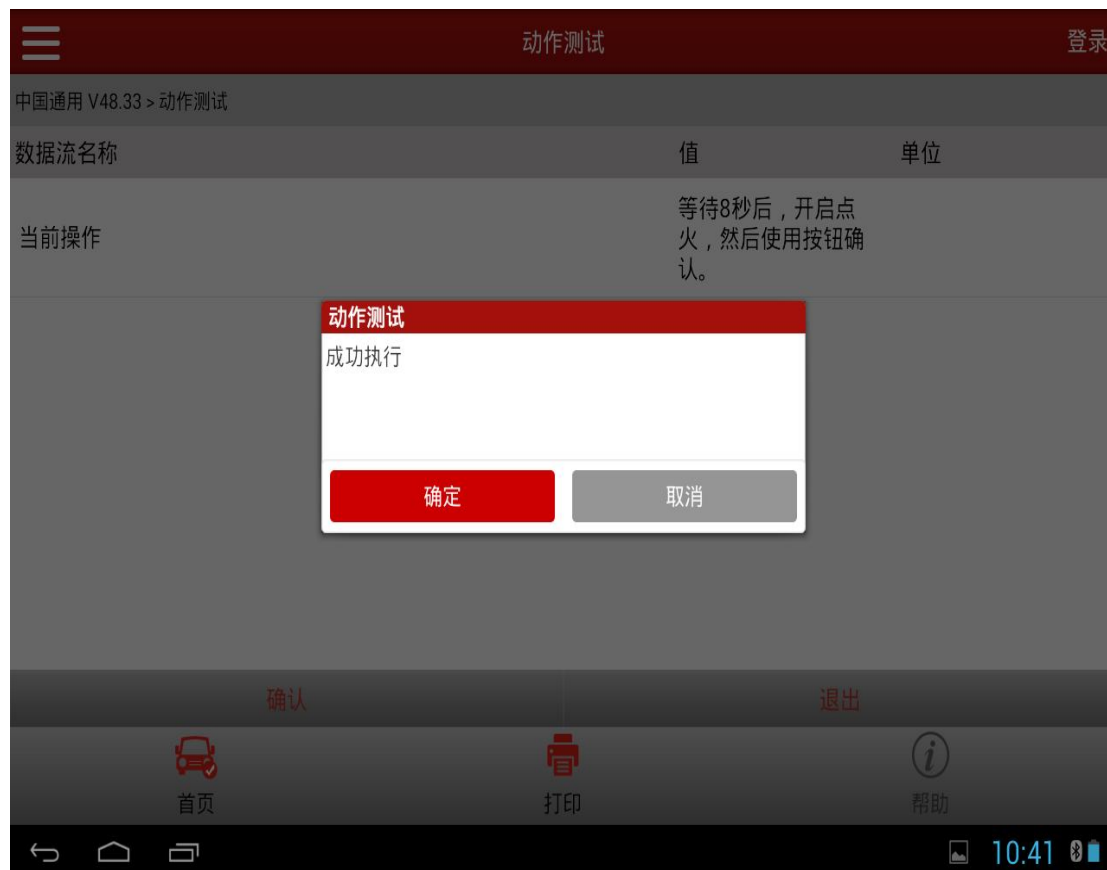 动作测试
登录
中国通用 V48.33 > 动作测试
数据流名称 值 单位
当前操作
等待8秒后，开启点
火，然后使用按钮确
认。
动作测试
成功执行
确定 取消
确认 退出
首页 打印 帮助
10:41